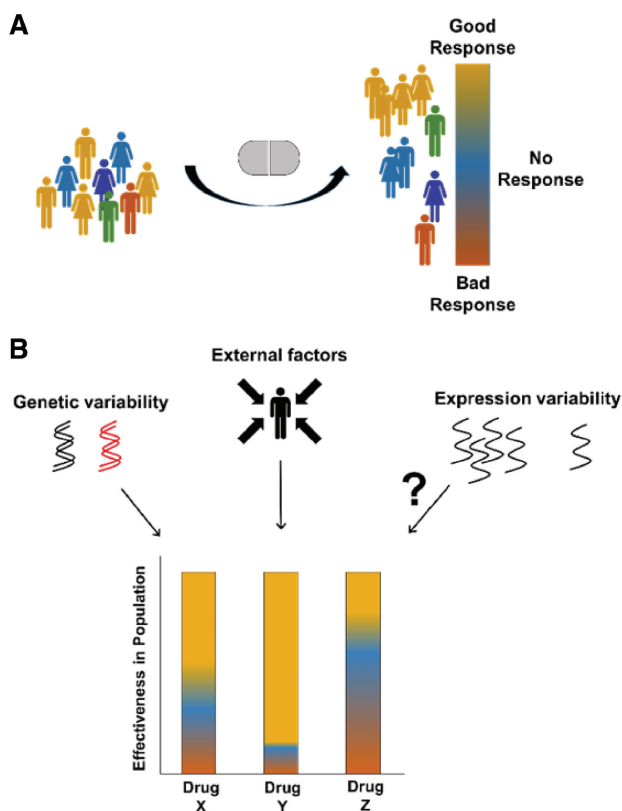 A
Good
Response
No
Response
Bad
Response
B
External factors
Genetic variability
Expression variability
?
Effectiveness in Population
Drug
X
Drug
Y
Drug
Z